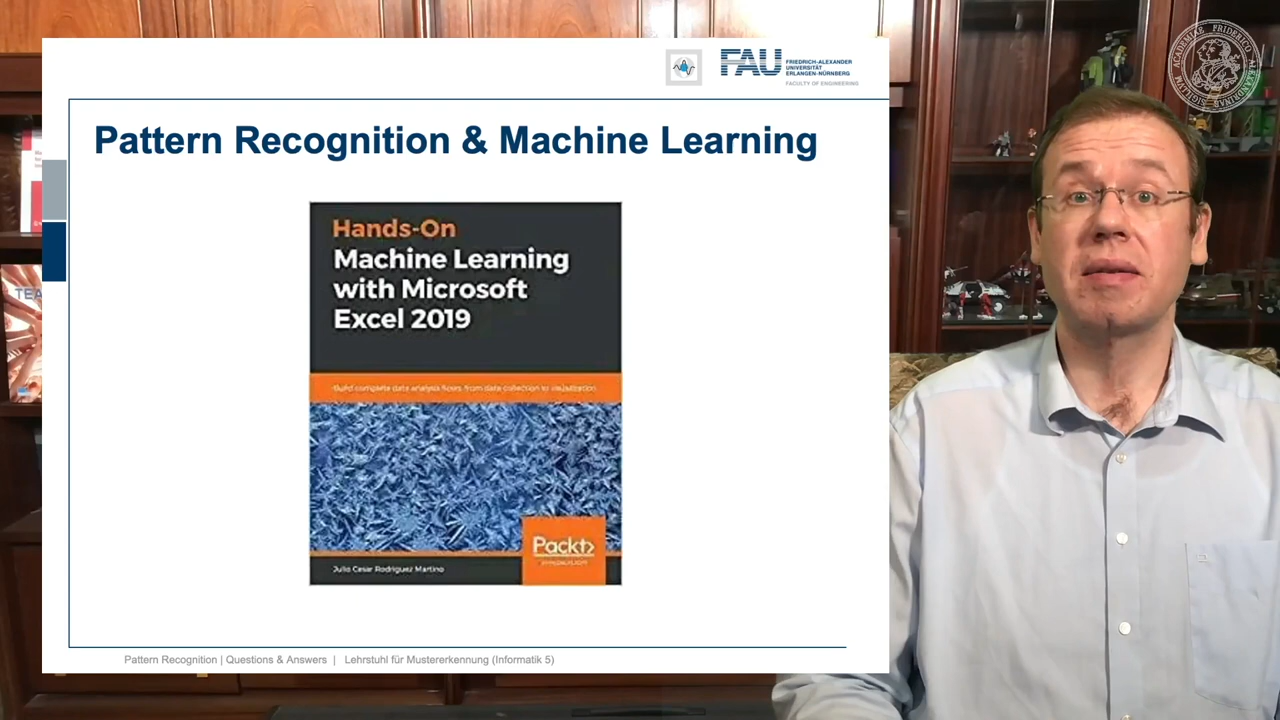 FAU
FRIEDRICH-ALEXANDER
UNIVERSITÄT
ERLANGEN-NÜRNBERG
FACULTY OF ENGINEERING
Pattern Recognition & Machine Learning
Hands-On
Machine Learning
with Microsoft
Excel 2019
Build complete data analysis flows, from data collection to visualization
Packt>
Julio Cesar Rodriguez Martino
Pattern Recognition | Questions & Answers | Lehrstuhl für Mustererkennung (Informatik 5)
TEA